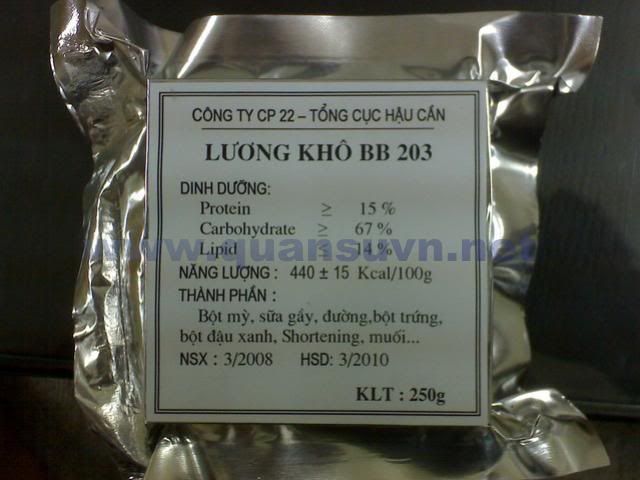 CÔNG TY CP 22 – TỔNG CỤC HẬU CẦN
LƯƠNG KHÔ BB 203
DINH DƯỠNG:
Protein ≥ 15 %
Carbohydrate ≥ 67 %
Lipid ≤ 14 %
www.quansuvn.net
NĂNG LƯỢNG : 440 ± 15 Kcal/100g
THÀNH PHẦN :
Bột mỳ, sữa gầy, đường,bột trứng,
bột đậu xanh, Shortening, muối...
NSX : 3/2008 HSD: 3/2010
KLT : 250g